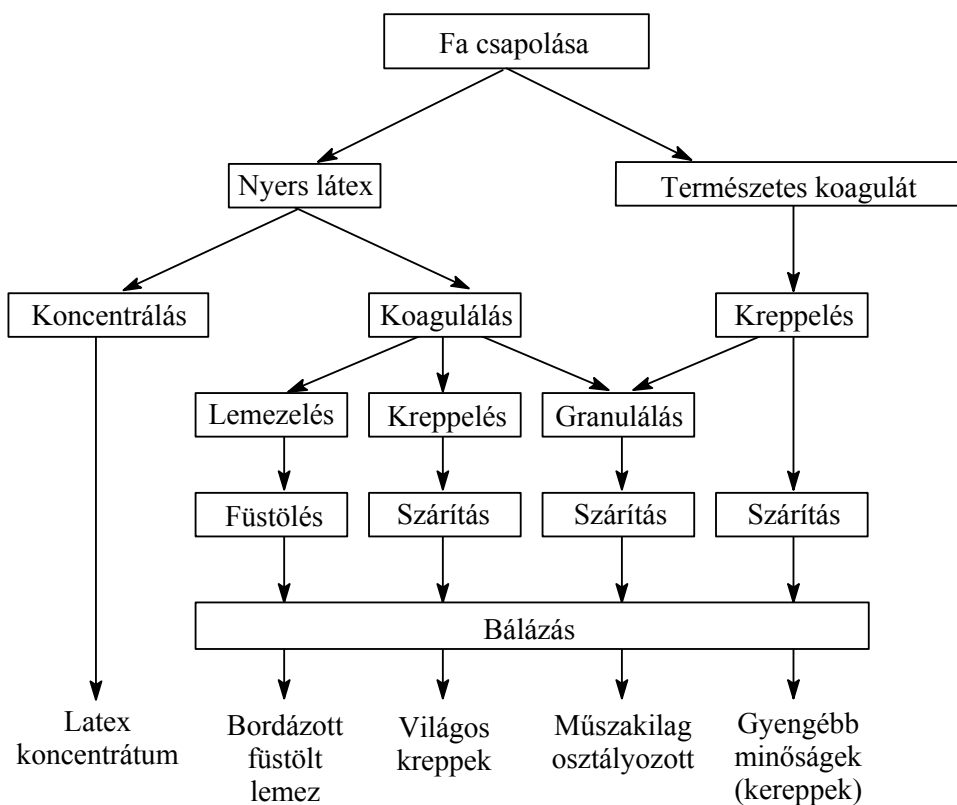 Fa csapolása
Nyers látex
Természetes koagulát
Koncentrálás
Koagulálás
Kreppelés
Lemezelés
Kreppelés
Granulálás
Füstölés
Szárítás
Szárítás
Szárítás
Bálázás
Latex
koncentrátum
Bordázott
füstölt
lemez
Világos
kreppek
Műszakilag
osztályozott
Gyengébb
minőságek
(kereppek)